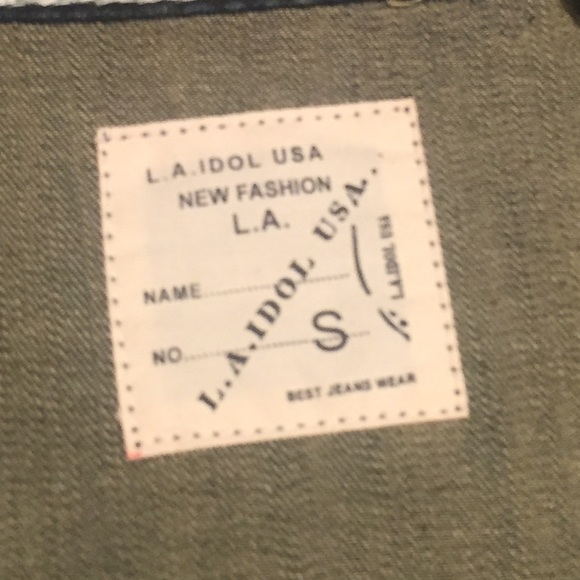 L.A.IDOL USA
NEW FASHION
L.A.
L.A.IDOL USA..
L.A.IDOL USA
NAME
NO.
S
BEST JEANS WEAR